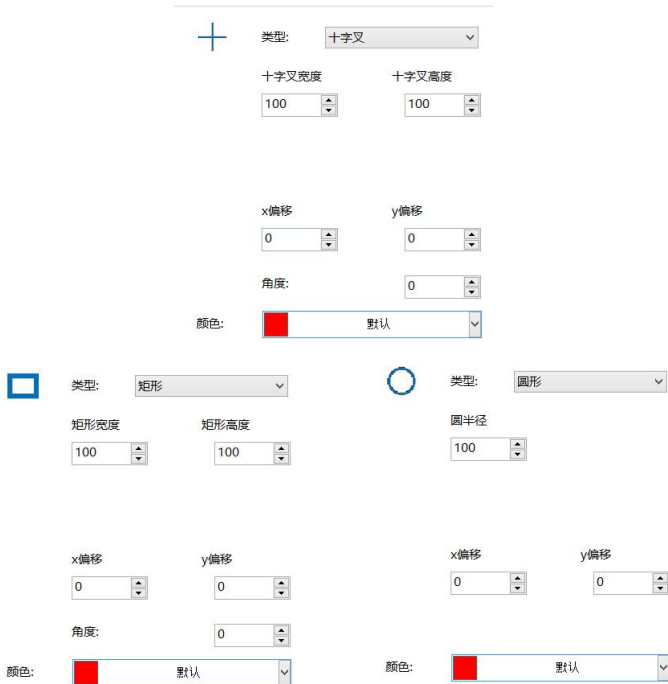 类型: 十字叉
十字叉宽度 十字叉高度
100 100
x偏移 y偏移
0 0
角度: 0
颜色: 默认
类型: 矩形
矩形宽度 矩形高度
100 100
x偏移 y偏移
0 0
角度: 0
颜色: 默认
类型: 圆形
圆半径
100
x偏移 y偏移
0 0
颜色: 默认